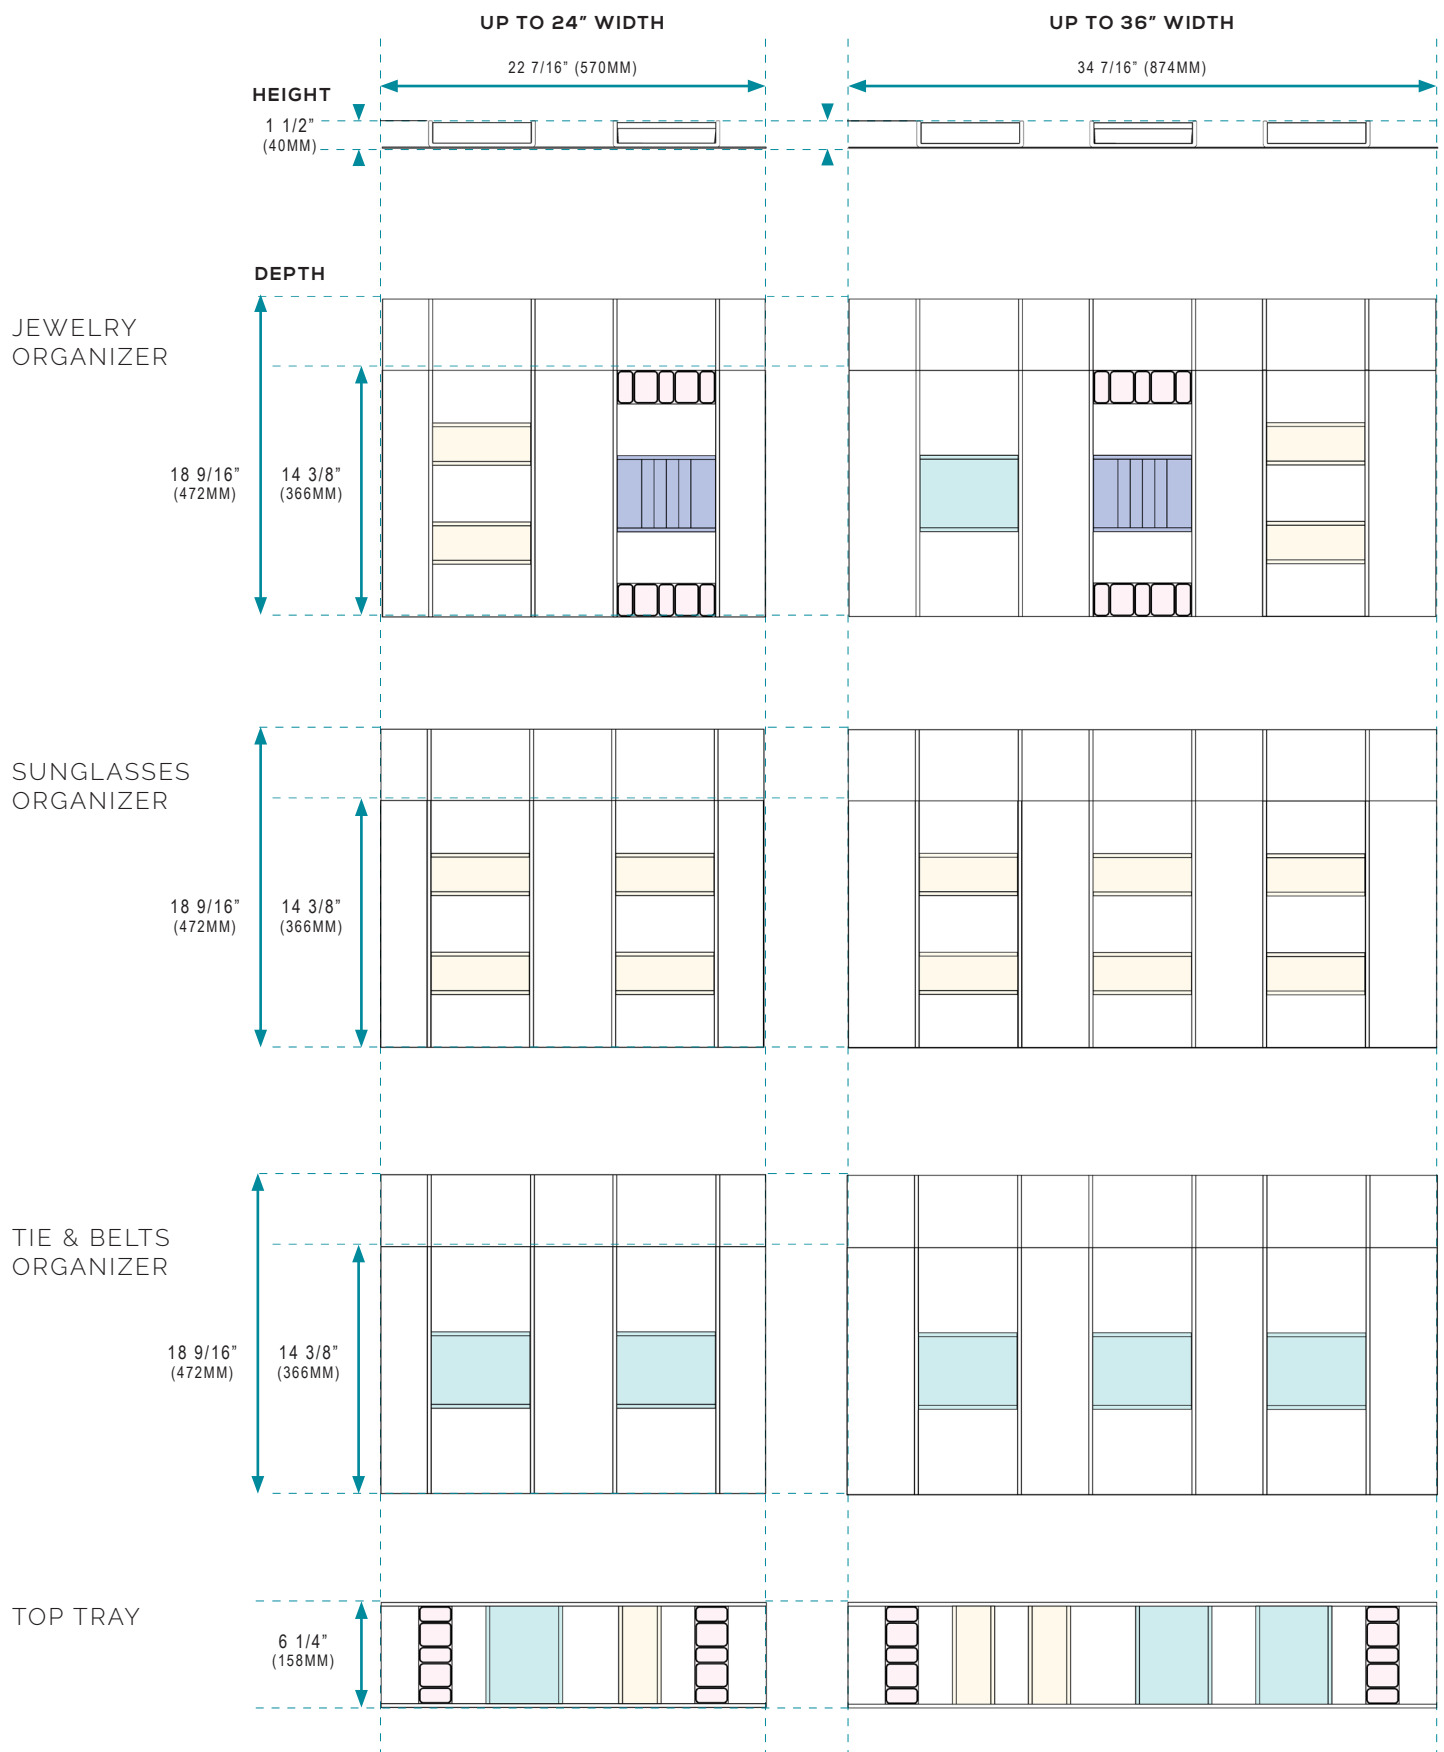 UP TO 24” WIDTH
UP TO 36” WIDTH
22 7/16” (570MM)
34 7/16” (874MM)
HEIGHT
1 1/2”
(40MM)
DEPTH
JEWELRY
ORGANIZER
18 9/16”
(472MM)
14 3/8”
(366MM)
SUNGLASSES
ORGANIZER
18 9/16”
(472MM)
14 3/8”
(366MM)
TIE & BELTS
ORGANIZER
18 9/16”
(472MM)
14 3/8”
(366MM)
TOP TRAY
6 1/4”
(158MM)